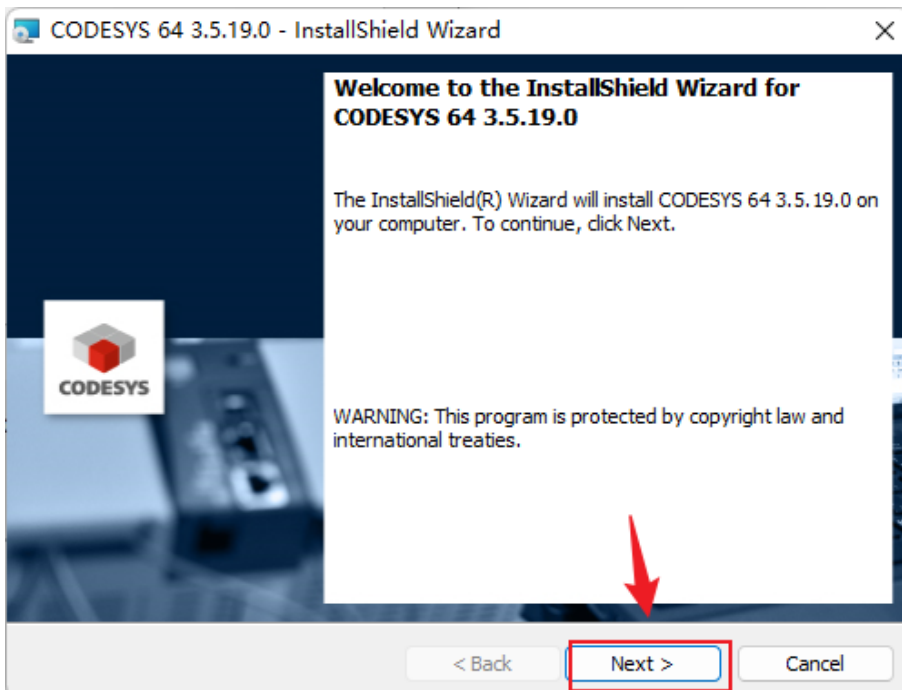 CODESYS 64 3.5.19.0 - InstallShield Wizard
Welcome to the InstallShield Wizard for
CODESYS 64 3.5.19.0
The InstallShield(R) Wizard will install CODESYS 64 3.5.19.0 on
your computer. To continue, click Next.
CODESYS
WARNING: This program is protected by copyright law and
international treaties.
< Back
Next >
Cancel